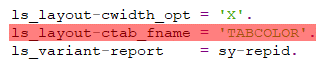 ls_layout-cwidth_opt = 'X'.
ls_layout-ctab_fname = 'TABCOLOR'.
ls_variant-report    = sy-repid.